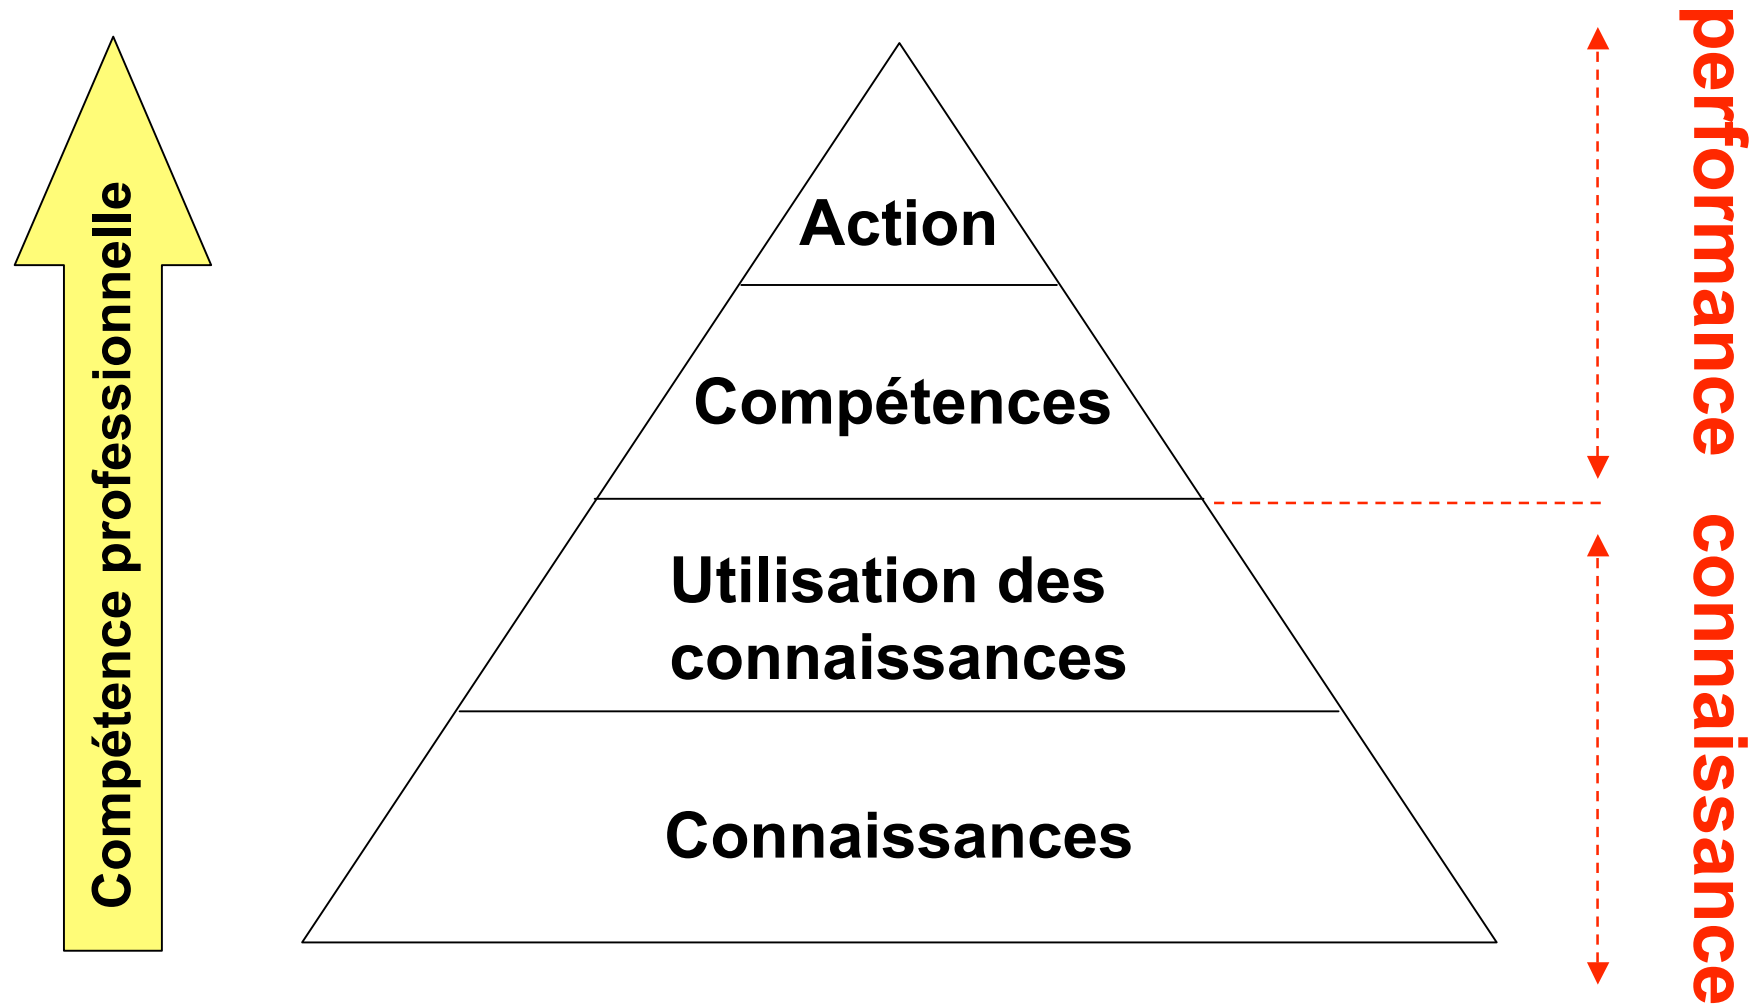 Compétence professionnelle
Action
Compétences
Utilisation des
connaissances
Connaissances
performance
connaissance